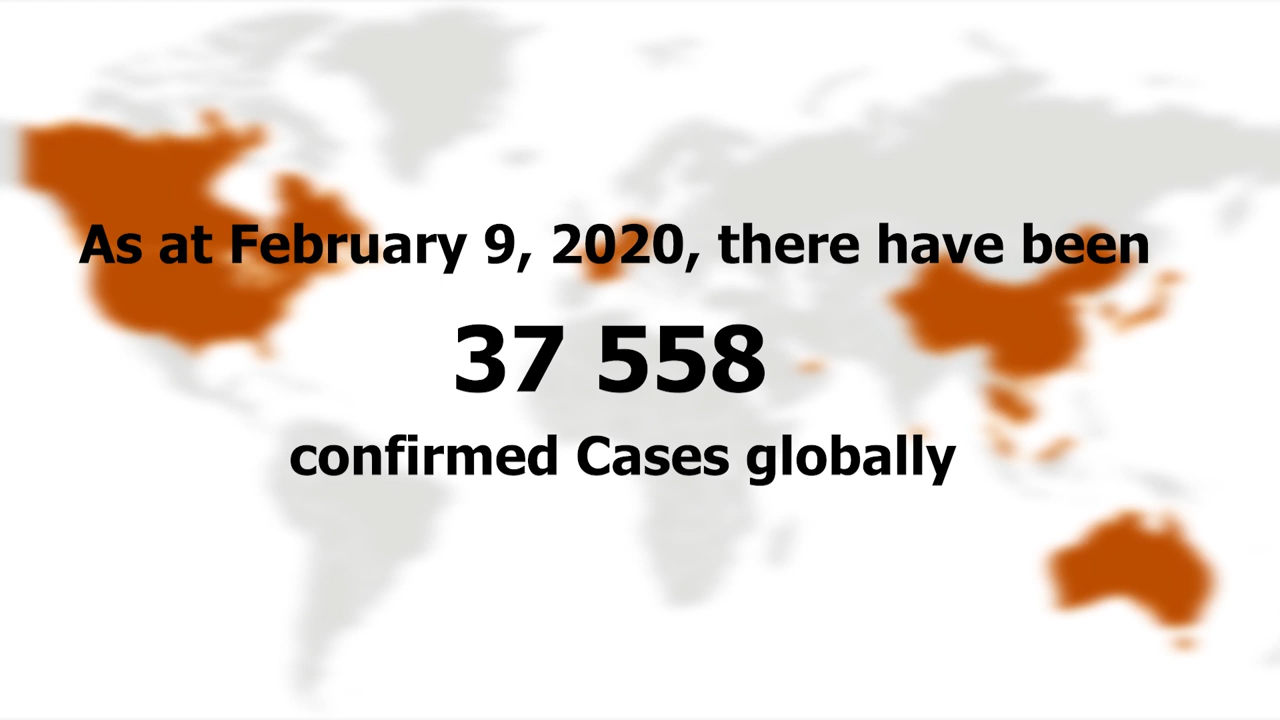 As at February 9, 2020, there have been
37 558
confirmed Cases globally